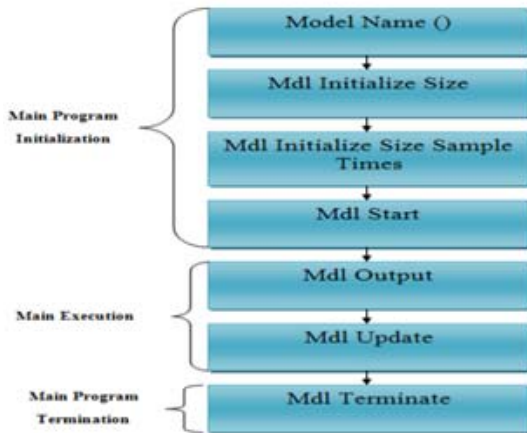 Model Name ()
Mdl Initialize Size
Main Program
Initialization
Mdl Initialize Size Sample
Times
Mdl Start
Mdl Output
Main Execution
Mdl Update
Main Program
Termination
Mdl Terminate